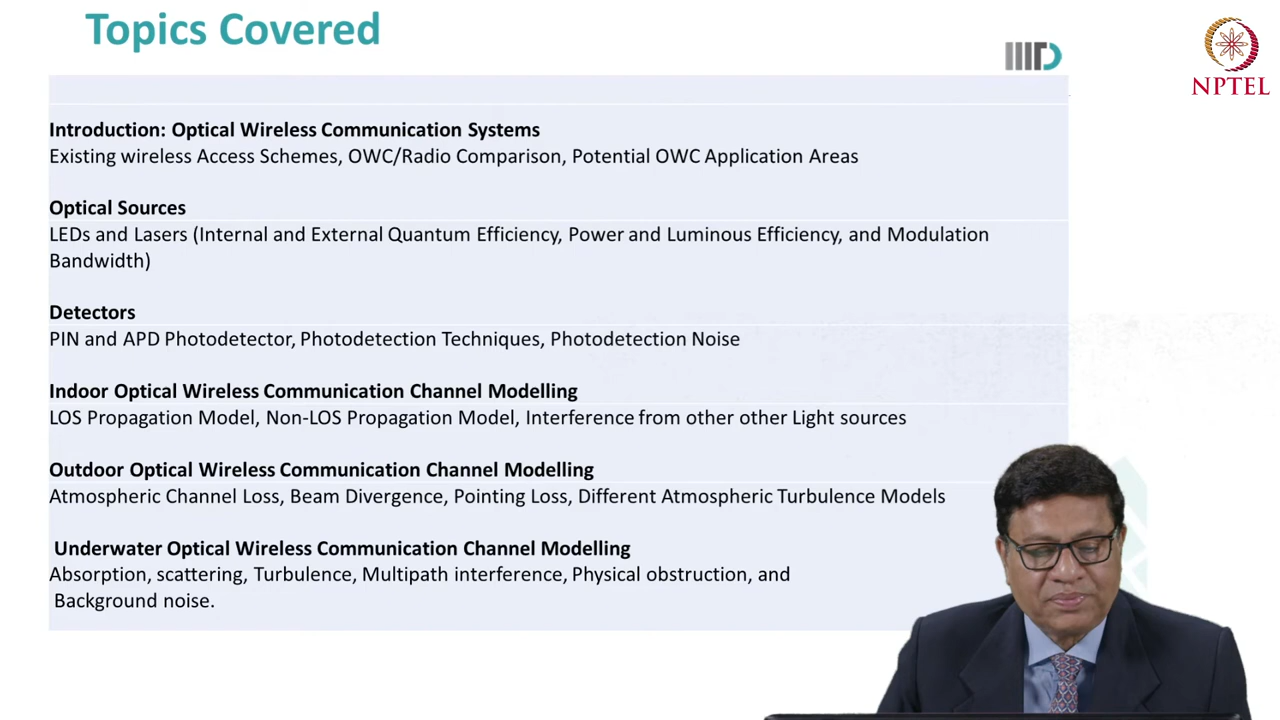 Topics Covered
NPTEL
Introduction: Optical Wireless Communication Systems
Existing wireless Access Schemes, OWC/Radio Comparison, Potential OWC Application Areas
Optical Sources
LEDs and Lasers (Internal and External Quantum Efficiency, Power and Luminous Efficiency, and Modulation
Bandwidth)
Detectors
PIN and APD Photodetector, Photodetection Techniques, Photodetection Noise
Indoor Optical Wireless Communication Channel Modelling
LOS Propagation Model, Non-LOS Propagation Model, Interference from other other Light sources
Outdoor Optical Wireless Communication Channel Modelling
Atmospheric Channel Loss, Beam Divergence, Pointing Loss, Different Atmospheric Turbulence Models
Underwater Optical Wireless Communication Channel Modelling
Absorption, scattering, Turbulence, Multipath interference, Physical obstruction, and
Background noise.